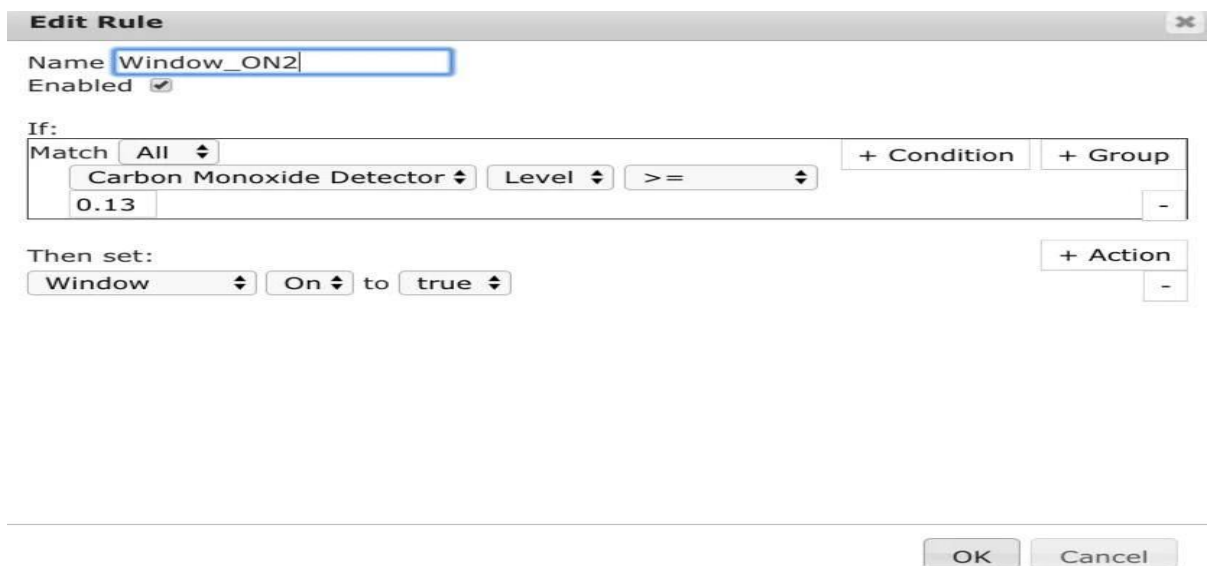 Edit Rule
Name Window_ON2
Enabled
If:
Match All + Condition + Group
Carbon Monoxide Detector Level >=
0.13 -
Then set: + Action
Window On to true -
OK Cancel